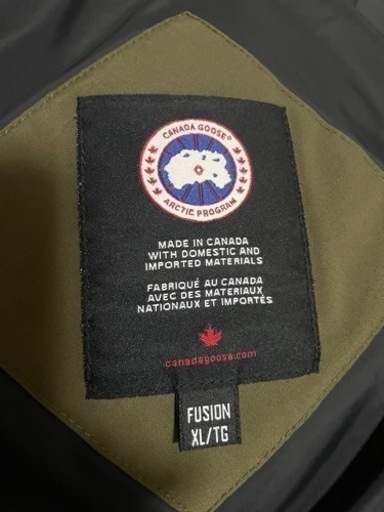 CANADA GOOSE®
ARCTIC PROGRAM
MADE IN CANADA
WITH DOMESTIC AND
IMPORTED MATERIALS
FABRIQUÉ AU CANADA
AVEC DES MATERIAUX
NATIONAUX ET IMPORTÉS
canadagoose.com
FUSION
XL/TG